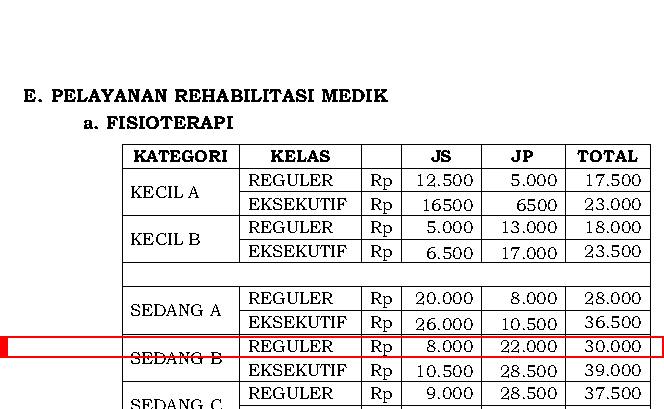 E. PELAYANAN REHABILITASI MEDIK
a. FISIOTERAPI
KATEGORI KELAS JS JP TOTAL
KECIL A REGULER Rp 12.500 5.000 17.500
EKSEKUTIF Rp 16500 6500 23.000
KECIL B REGULER Rp 5.000 13.000 18.000
EKSEKUTIF Rp 6.500 17.000 23.500
SEDANG A REGULER Rp 20.000 8.000 28.000
EKSEKUTIF Rp 26.000 10.500 36.500
SEDANG B REGULER Rp 8.000 22.000 30.000
EKSEKUTIF Rp 10.500 28.500 39.000
SEDANG C REGULER Rp 9.000 28.500 37.500